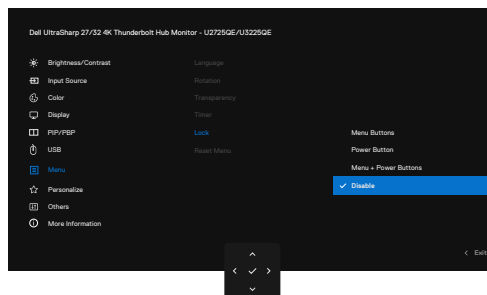 Dell UltraSharp 27/32 4K Thunderbolt Hub Monitor - U2725QE/U3225QE
Brightness/Contrast
Language
Input Source
Rotation
Color
Transparency
Display
Timer
PIP/PBP
Lock
Menu Buttons
USB
Reset Menu
Power Button
Menu
Menu + Power Buttons
Personalize
Disable
Others
More Information
Exit